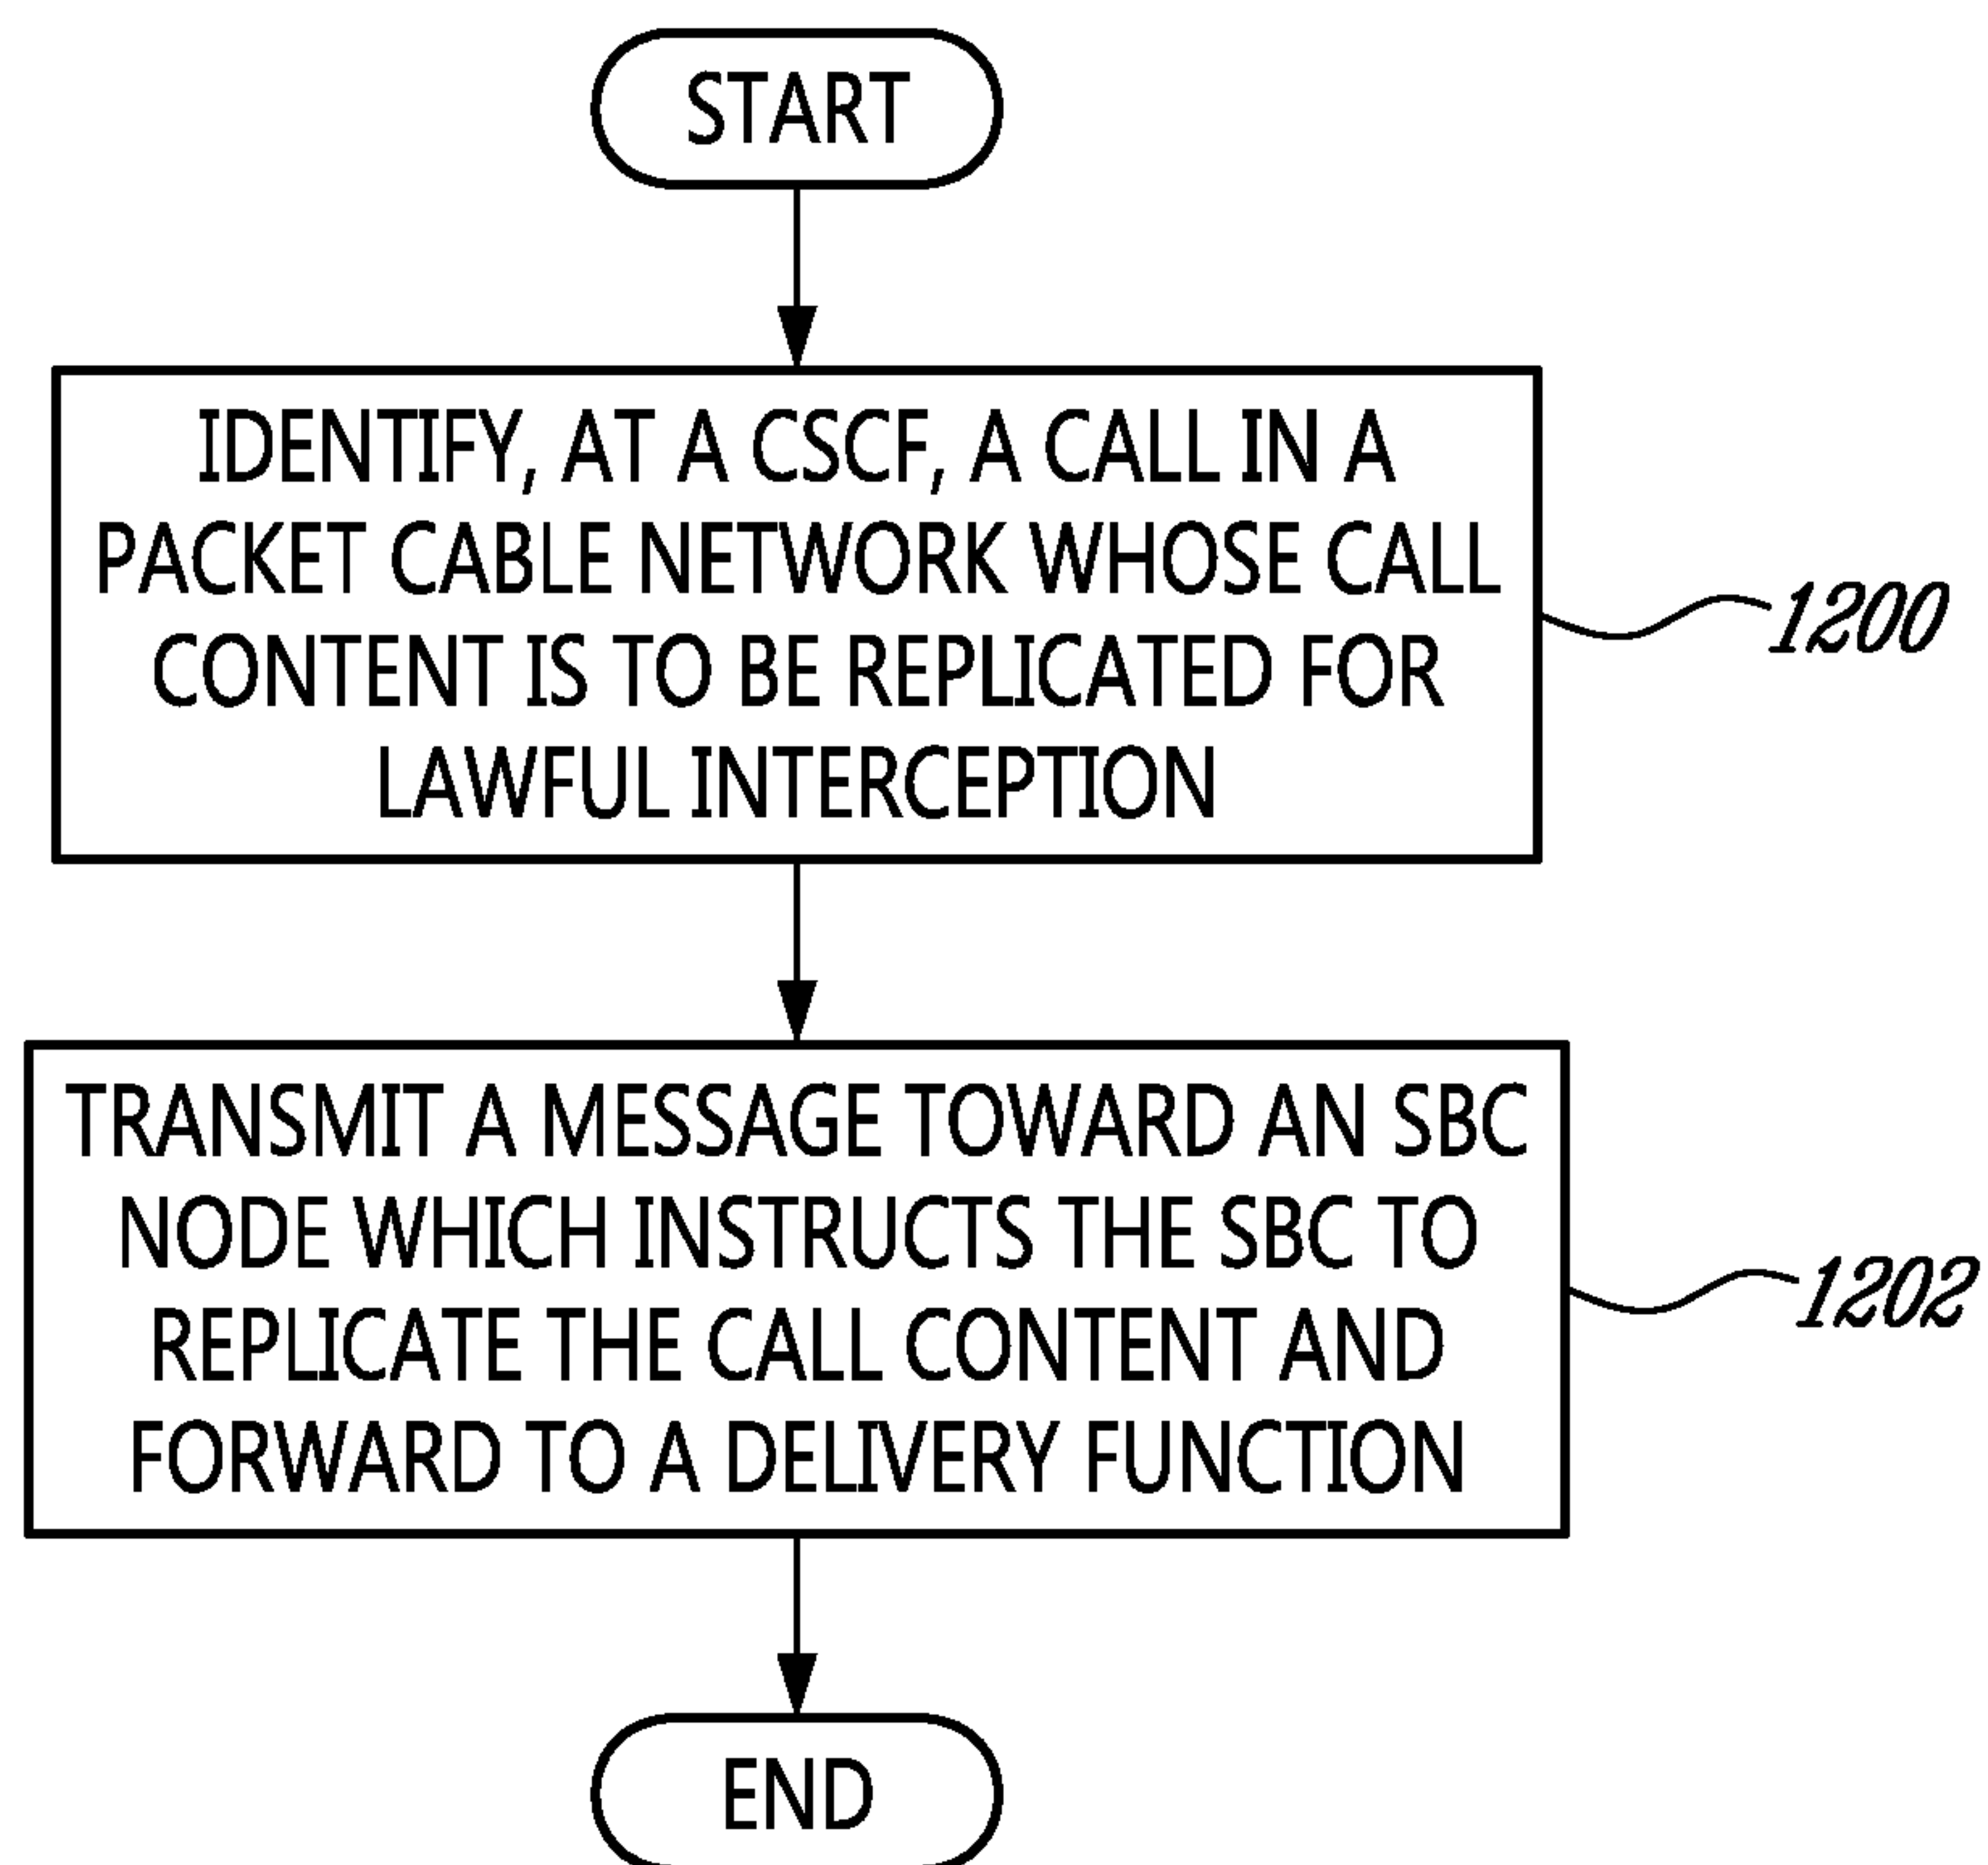 START
IDENTIFY, AT A CSCF, A CALL IN A
PACKET CABLE NETWORK WHOSE CALL
CONTENT IS TO BE REPLICATED FOR
LAWFUL INTERCEPTION
1200
TRANSMIT A MESSAGE TOWARD AN SBC
NODE WHICH INSTRUCTS THE SBC TO
REPLICATE THE CALL CONTENT AND
FORWARD TO A DELIVERY FUNCTION
1202
END